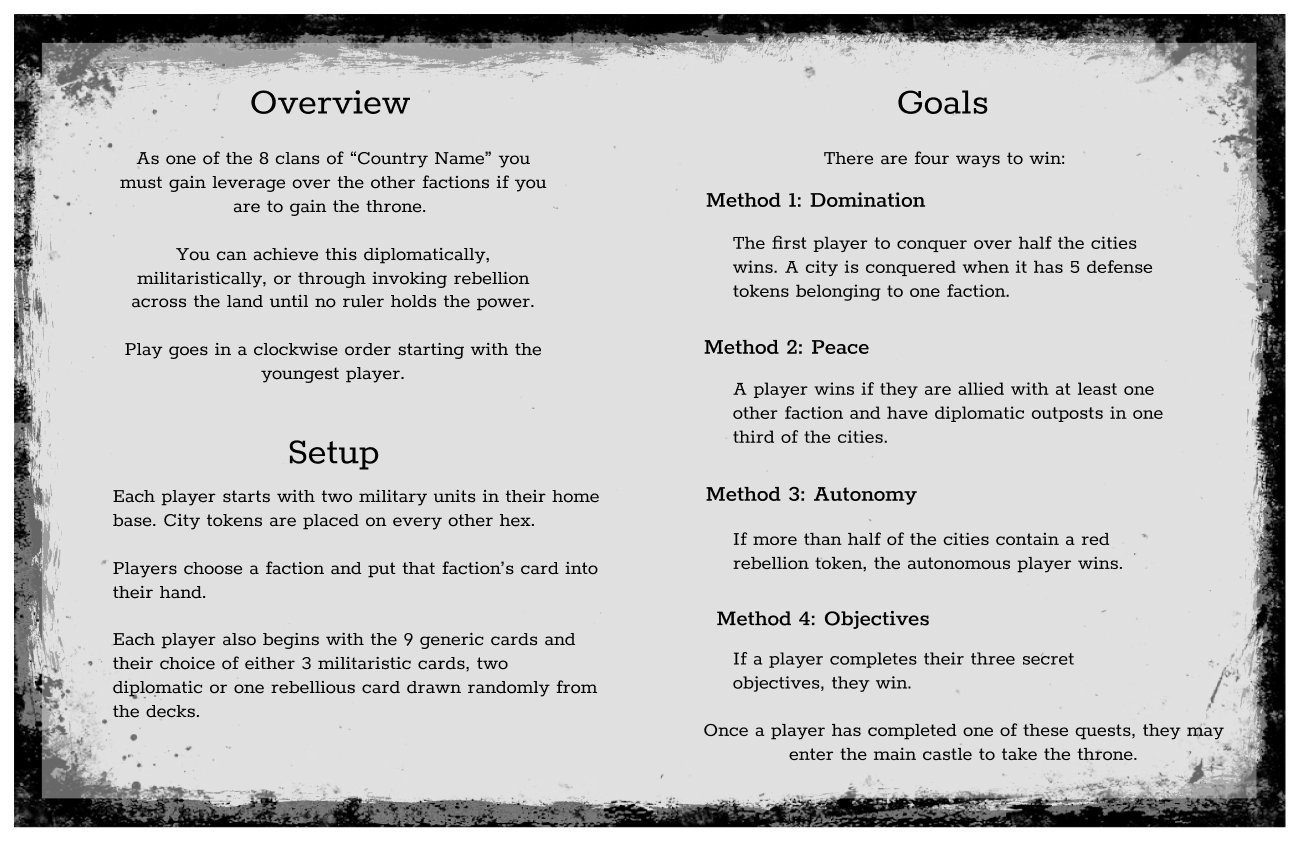 Overview
As one of the 8 clans of “Country Name” you
must gain leverage over the other factions if you
are to gain the throne.
You can achieve this diplomatically,
militaristically, or through invoking rebellion
across the land until no ruler holds the power.
Play goes in a clockwise order starting with the
youngest player.
Setup
Each player starts with two military units in their home
base. City tokens are placed on every other hex.
Players choose a faction and put that faction’s card into
their hand.
Each player also begins with the 9 generic cards and
their choice of either 3 militaristic cards, two
diplomatic or one rebellious card drawn randomly from
the decks.
Goals
There are four ways to win:
Method 1: Domination
The first player to conquer over half the cities
wins. A city is conquered when it has 5 defense
tokens belonging to one faction.
Method 2: Peace
A player wins if they are allied with at least one
other faction and have diplomatic outposts in one
third of the cities.
Method 3: Autonomy
If more than half of the cities contain a red
rebellion token, the autonomous player wins.
Method 4: Objectives
If a player completes their three secret
objectives, they win.
Once a player has completed one of these quests, they may
enter the main castle to take the throne.